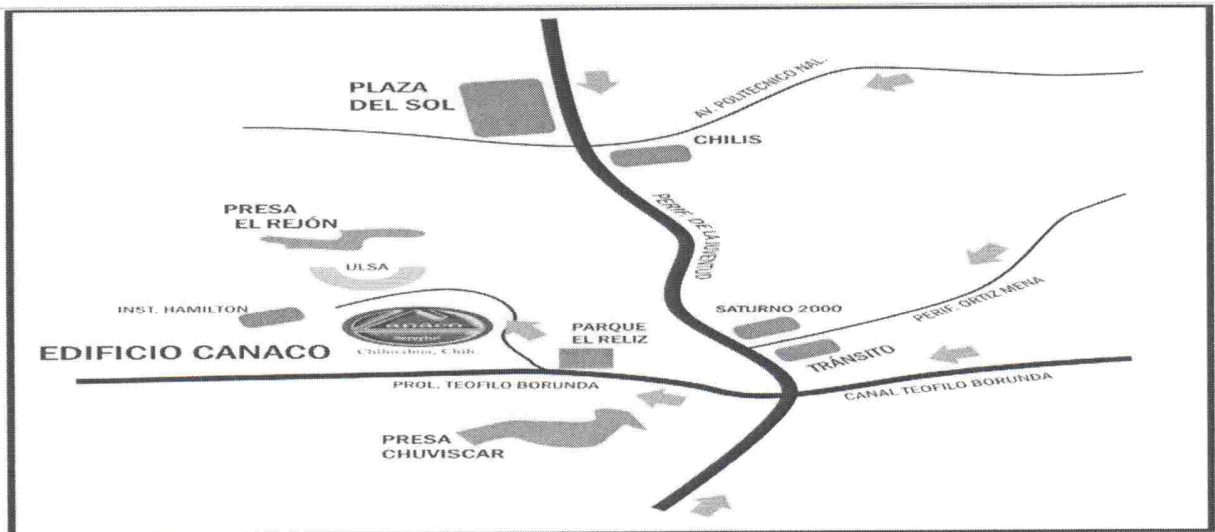 PLAZA
DEL SOL
AV. POLITECNICO NAL.
CHILIS
PERIF. DE LA JUVENTUD
PRESA
EL REJÓN
ULSA
INST. HAMILTON
SATURNO 2000
PERIF. ORTIZ MENA
PARQUE
EL RELIZ
canaco
Chihuahua, Chih.
EDIFICIO CANACO
TRÁNSITO
PROL. TEOFILO BORUNDA
CANAL TEOFILO BORUNDA
PRESA
CHUVISCAR